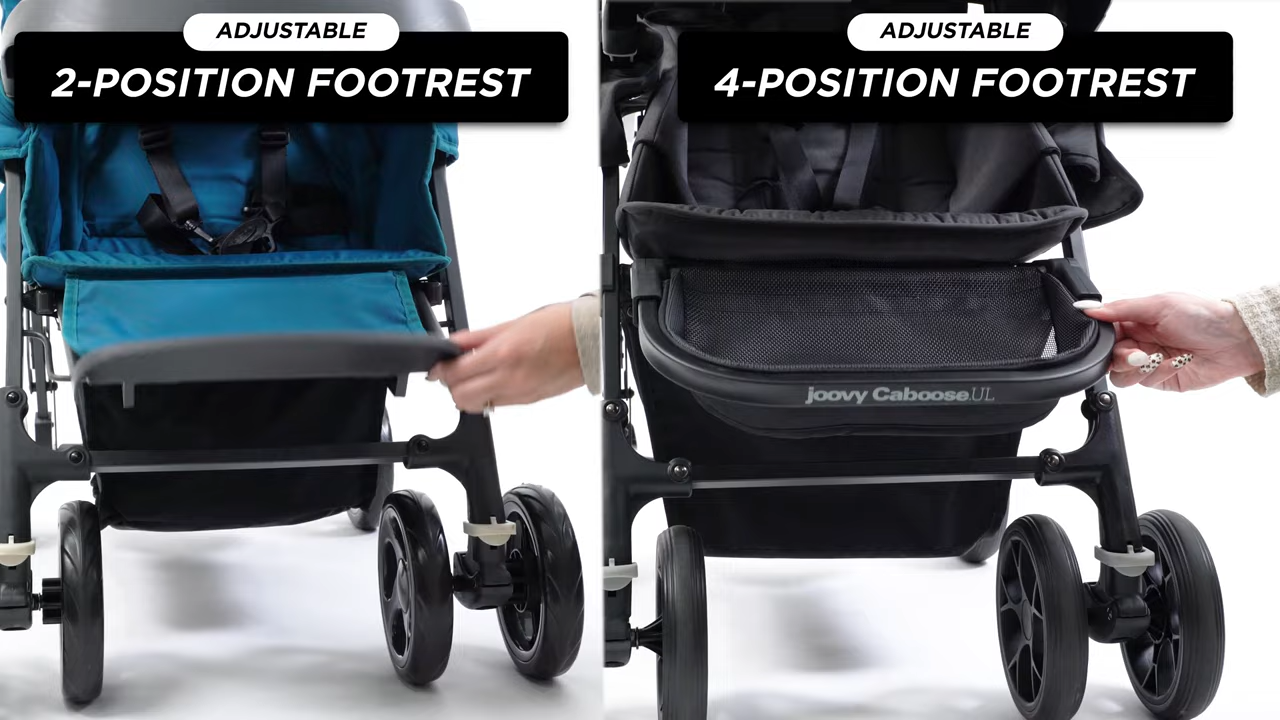 ADJUSTABLE
2-POSITION FOOTREST
ADJUSTABLE
4-POSITION FOOTREST
joovy Caboose UL